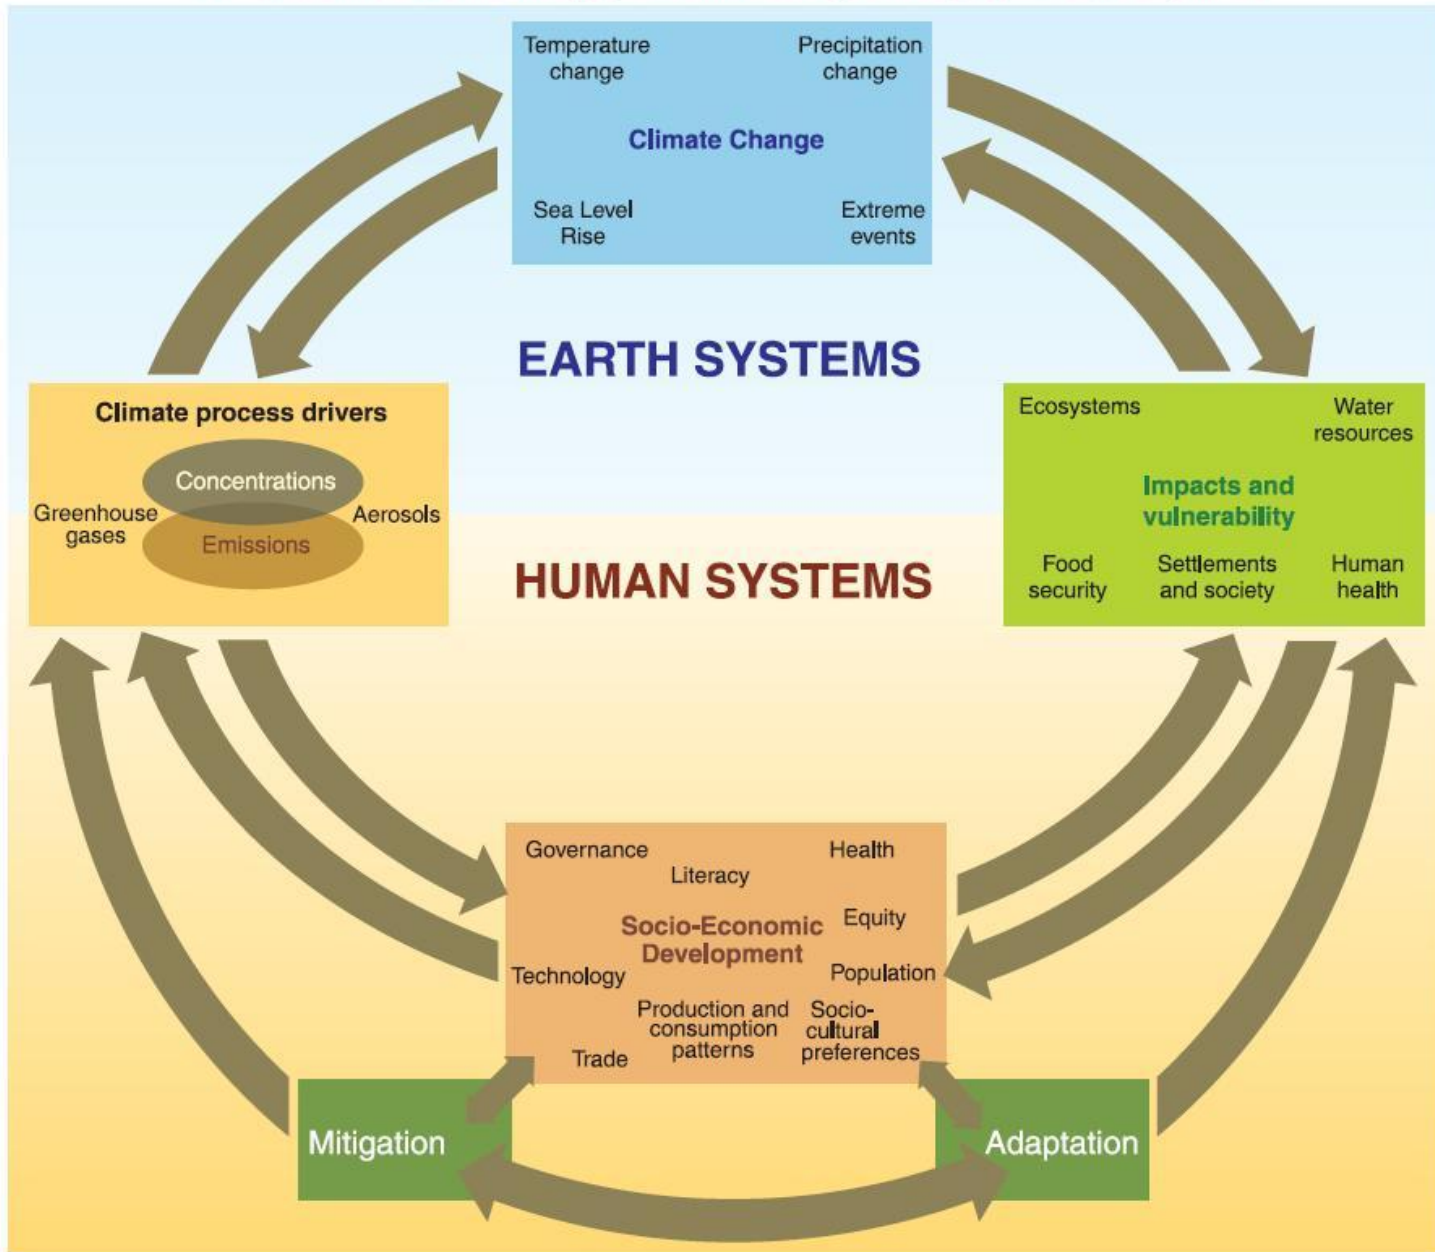 Temperature
change
Precipitation
change
Climate Change
Sea Level
Rise
Extreme
events
EARTH SYSTEMS
Climate process drivers
Concentrations
Greenhouse
gases
Aerosols
Emissions
Ecosystems
Water
resources
Impacts and
vulnerability
Food
security
Settlements
and society
Human
health
HUMAN SYSTEMS
Governance
Health
Literacy
Equity
Socio-Economic
Development
Technology
Population
Production and
consumption
patterns
Socio-
cultural
preferences
Trade
Mitigation
Adaptation